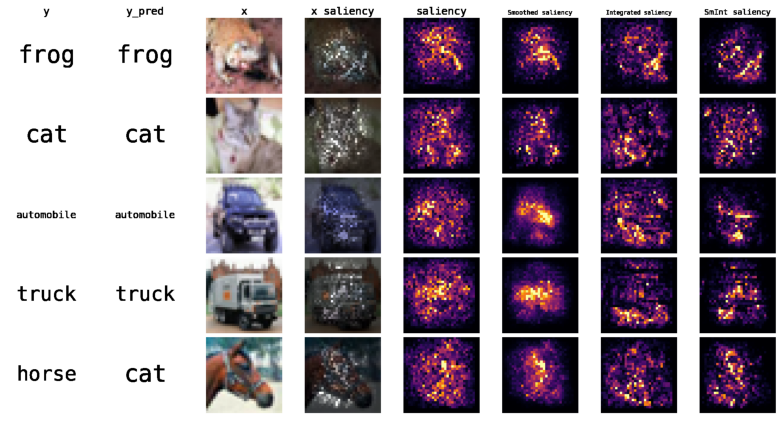 y y_pred x x saliency saliency Smoothed saliency Integrated saliency SmInt saliency
frog frog
cat cat
automobile automobile
truck truck
horse cat